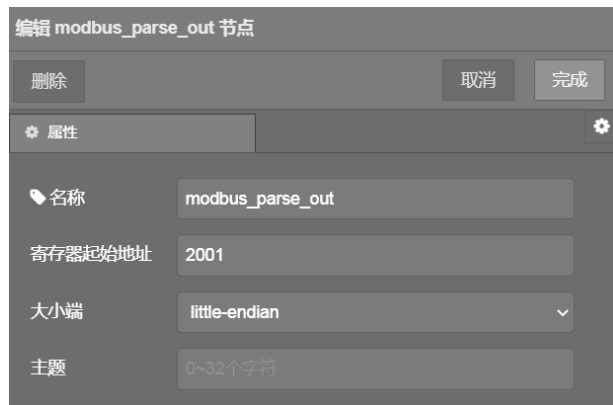 编辑 modbus_parse_out 节点
删除 取消 完成
属性
名称 modbus_parse_out
寄存器起始地址 2001
大小端 little-endian
主题 0~32个字符